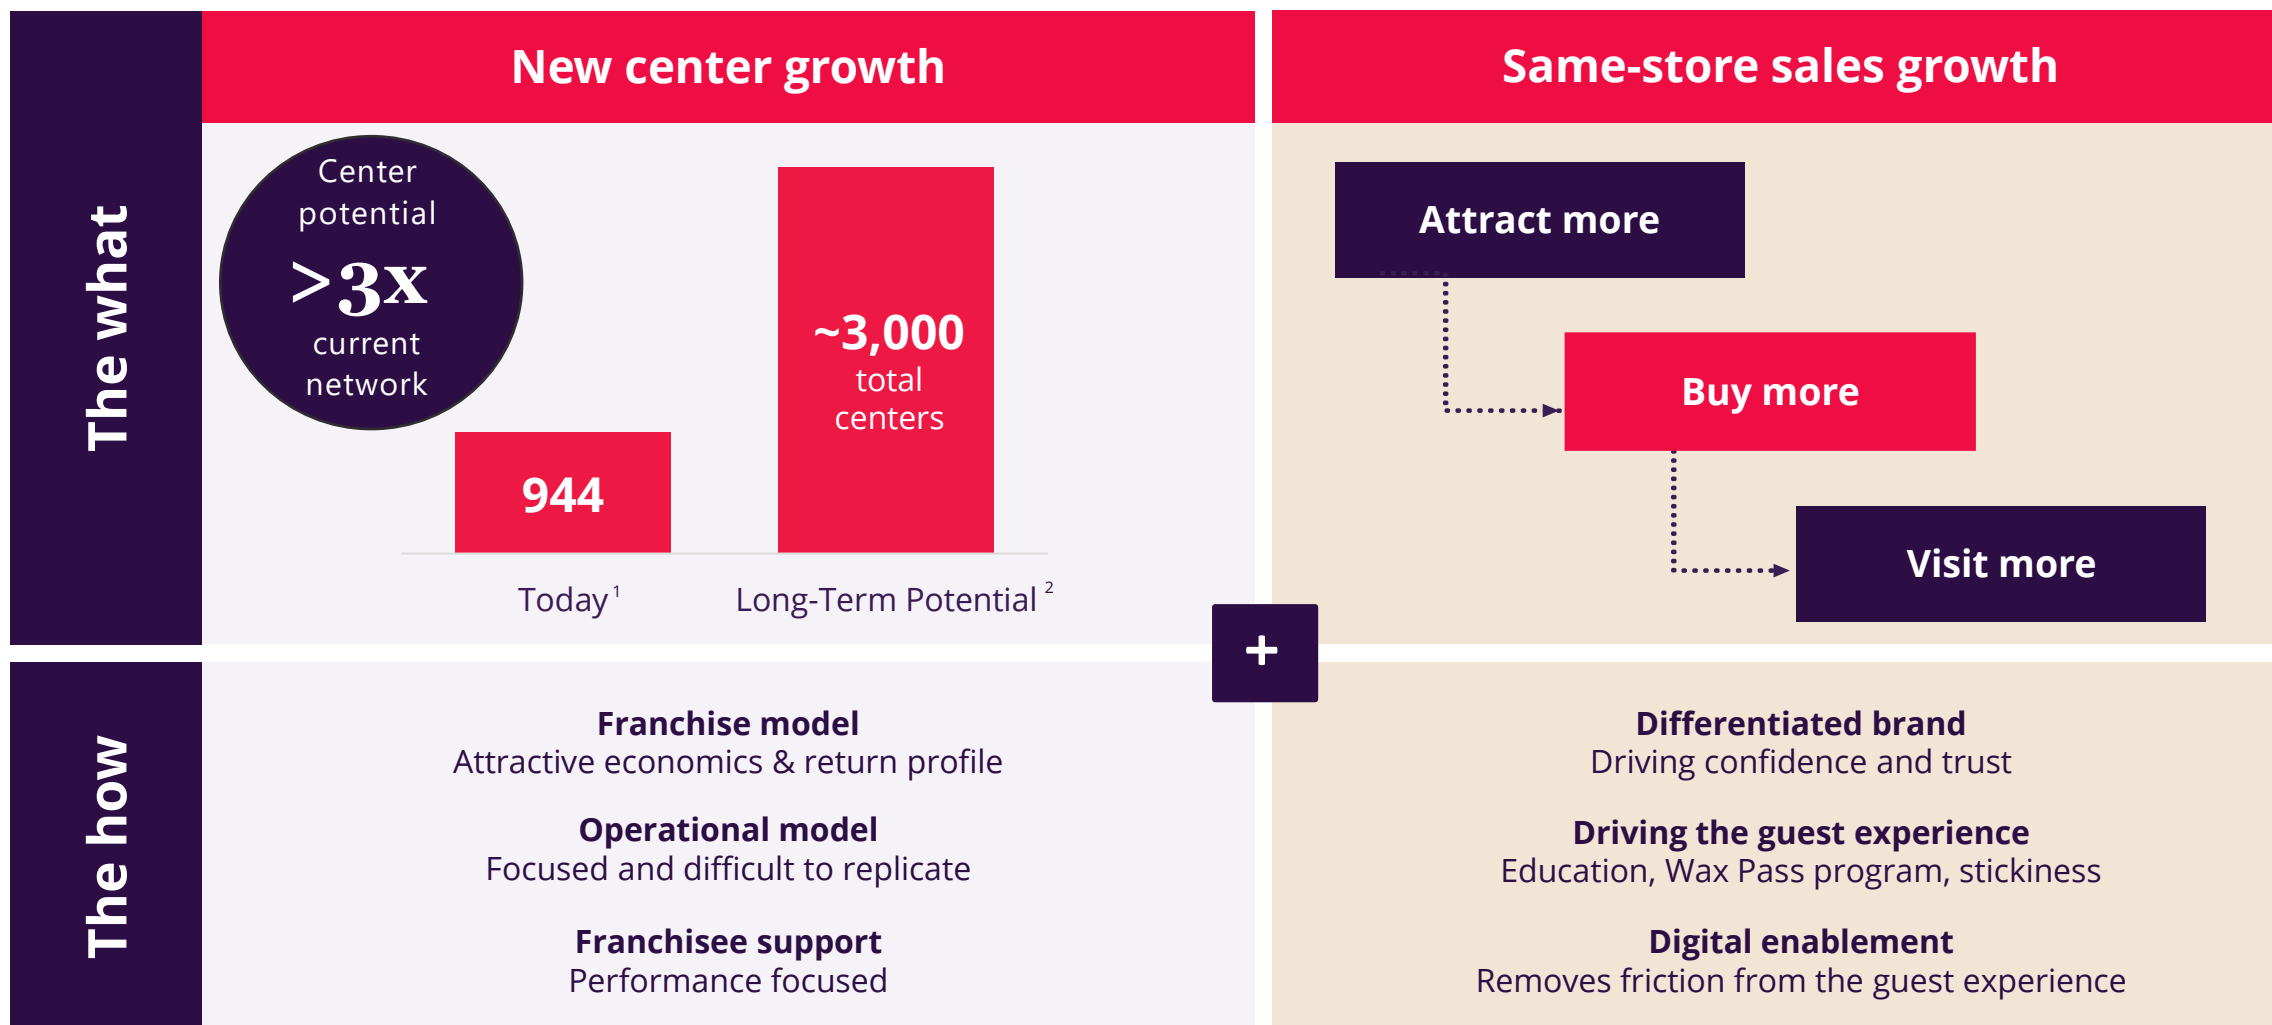 The what
New center growth
Center
potential
>3x
current
network
944
~3,000
total
centers
Today 1
Long-Term Potential 2
Same-store sales growth
Attract more
Buy more
Visit more
+
The how
Franchise model
Attractive economics & return profile
Operational model
Focused and difficult to replicate
Franchisee support
Performance focused
Differentiated brand
Driving confidence and trust
Driving the guest experience
Education, Wax Pass program, stickiness
Digital enablement
Removes friction from the guest experience